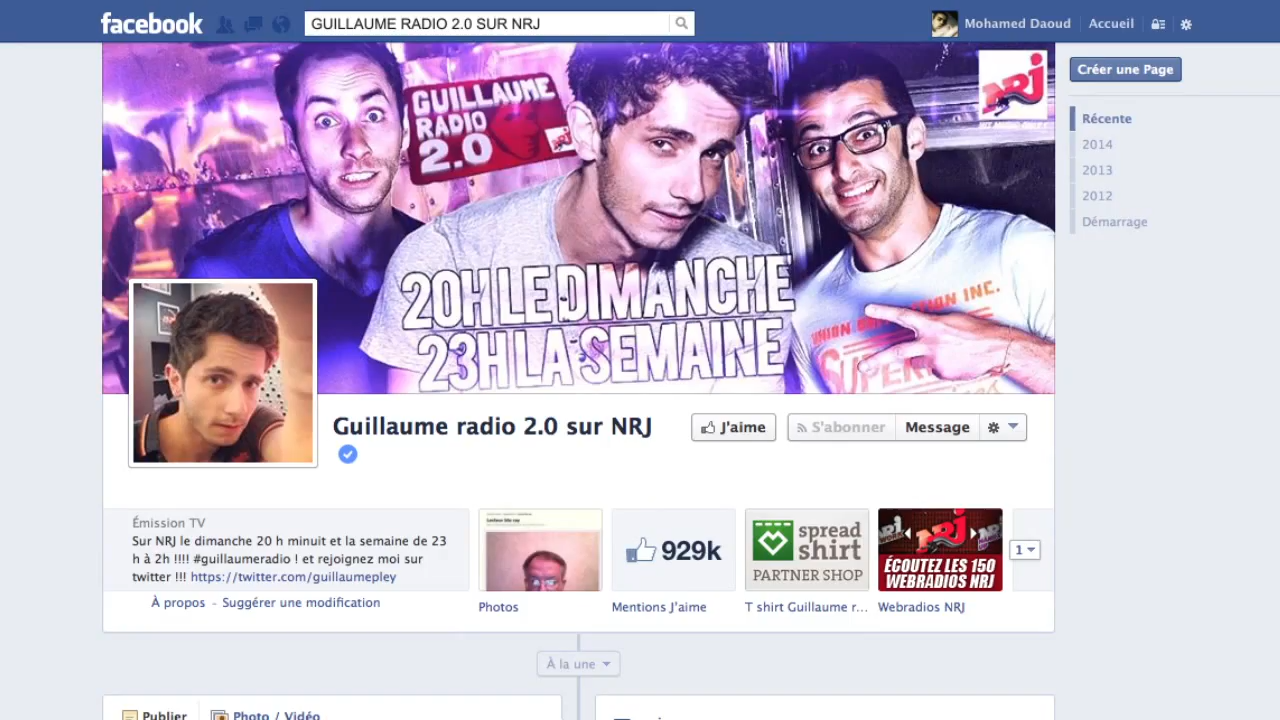 facebook
GUILLAUME RADIO 2.0 SUR NRJ
Mohamed Daoud
Accueil
Créer une Page
Récente
2014
2013
2012
Démarrage
GUILLAUME
RADIO
2.0
NRJ
NRJ
20H LE DIMANCHE
23H LA SEMAINE
UNION
INC.
Guillaume radio 2.0 sur NRJ
J'aime
S'abonner
Message
Émission TV
Sur NRJ le dimanche 20 h minuit et la semaine de 23
h à 2h !!!! #guillaumeradio ! et rejoignez moi sur
twitter !!! https://twitter.com/guillaumepley
À propos - Suggérer une modification
Photos
929k
Mentions J'aime
spread
shirt
PARTNER SHOP
T shirt Guillaume r...
NRJ
ÉCOUTEZ LES 150
WEBRADIOS NRJ
Webradios NRJ
1
À la une
Publier
Photo / Vidéo